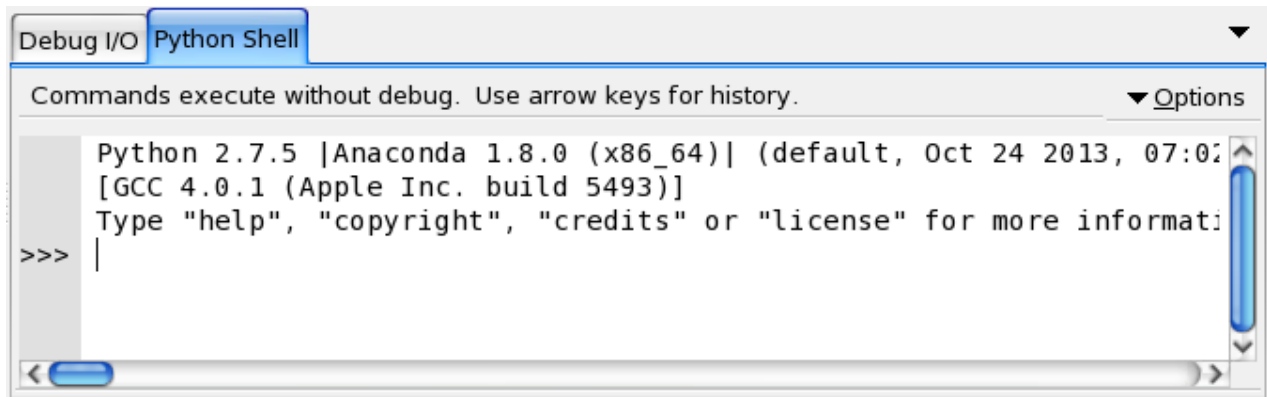 Debug I/O Python Shell
Commands execute without debug. Use arrow keys for history. Options
Python 2.7.5 |Anaconda 1.8.0 (x86_64)| (default, Oct 24 2013, 07:02
[GCC 4.0.1 (Apple Inc. build 5493)]
Type "help", "copyright", "credits" or "license" for more informati
>>>